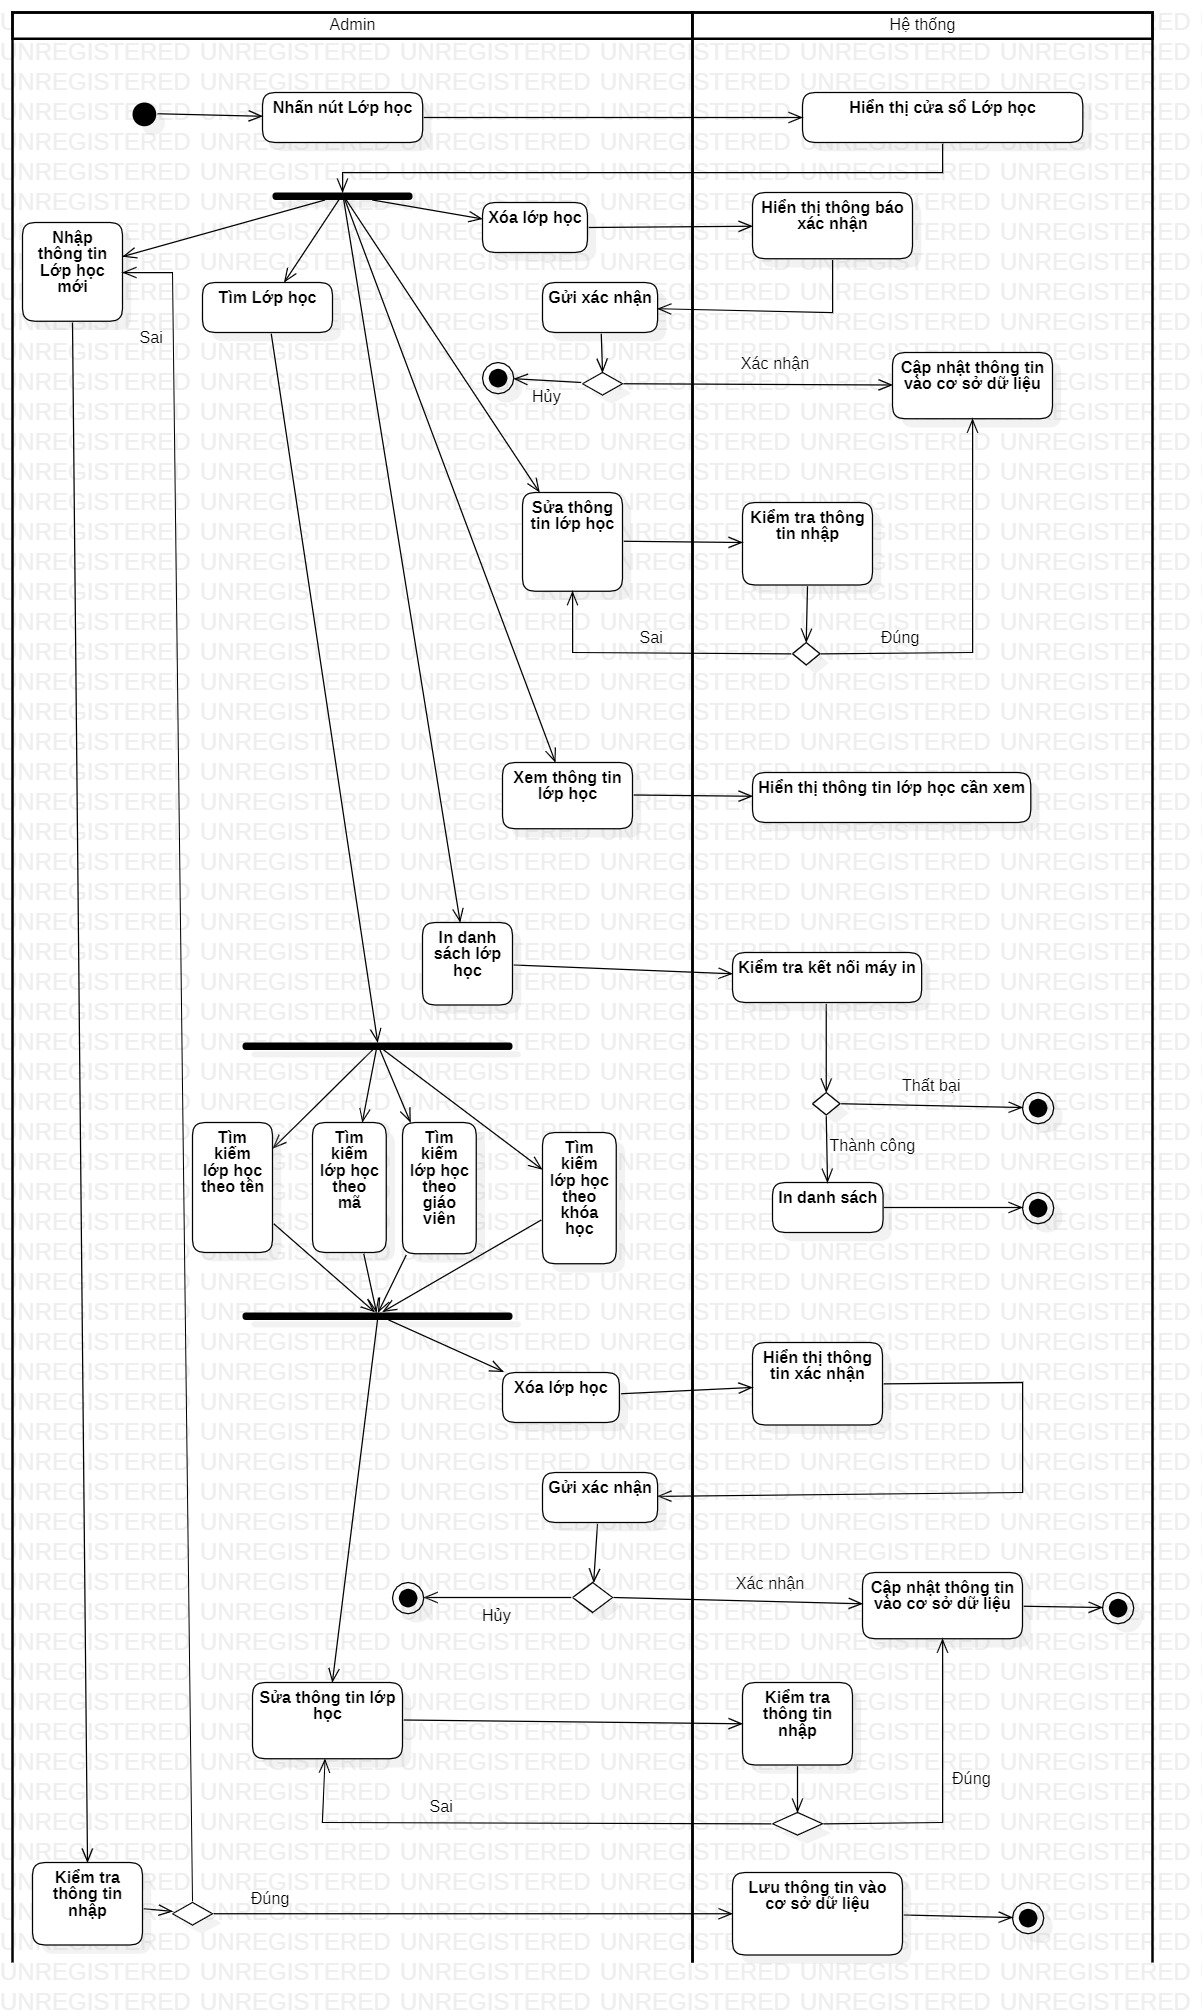 Admin
Hệ thống
Nhấn nút Lớp học
Hiển thị cửa sổ Lớp học
Xóa lớp học
Hiển thị thông báo
xác nhận
Nhập
thông tin
Lớp học
mới
Tìm Lớp học
Gửi xác nhận
Sai
Xác nhận
Hủy
Cập nhật thông tin
vào cơ sở dữ liệu
Sửa thông
tin lớp học
Kiểm tra thông
tin nhập
Sai
Đúng
Xem thông tin
lớp học
Hiển thị thông tin lớp học cần xem
In danh
sách lớp
học
Kiểm tra kết nối máy in
Thất bại
Thành công
In danh sách
Tìm
kiếm
lớp học
theo tên
Tìm
kiếm
lớp học
theo
mã
Tìm
kiếm
lớp học
theo
giáo
viên
Tìm
kiếm
lớp học
theo
khóa
học
Xóa lớp học
Hiển thị thông
tin xác nhận
Gửi xác nhận
Hủy
Xác nhận
Cập nhật thông tin
vào cơ sở dữ liệu
Sửa thông tin lớp
học
Kiểm tra
thông tin
nhập
Sai
Đúng
Kiểm tra
thông tin
nhập
Đúng
Lưu thông tin vào
cơ sở dữ liệu
UNREGISTERED